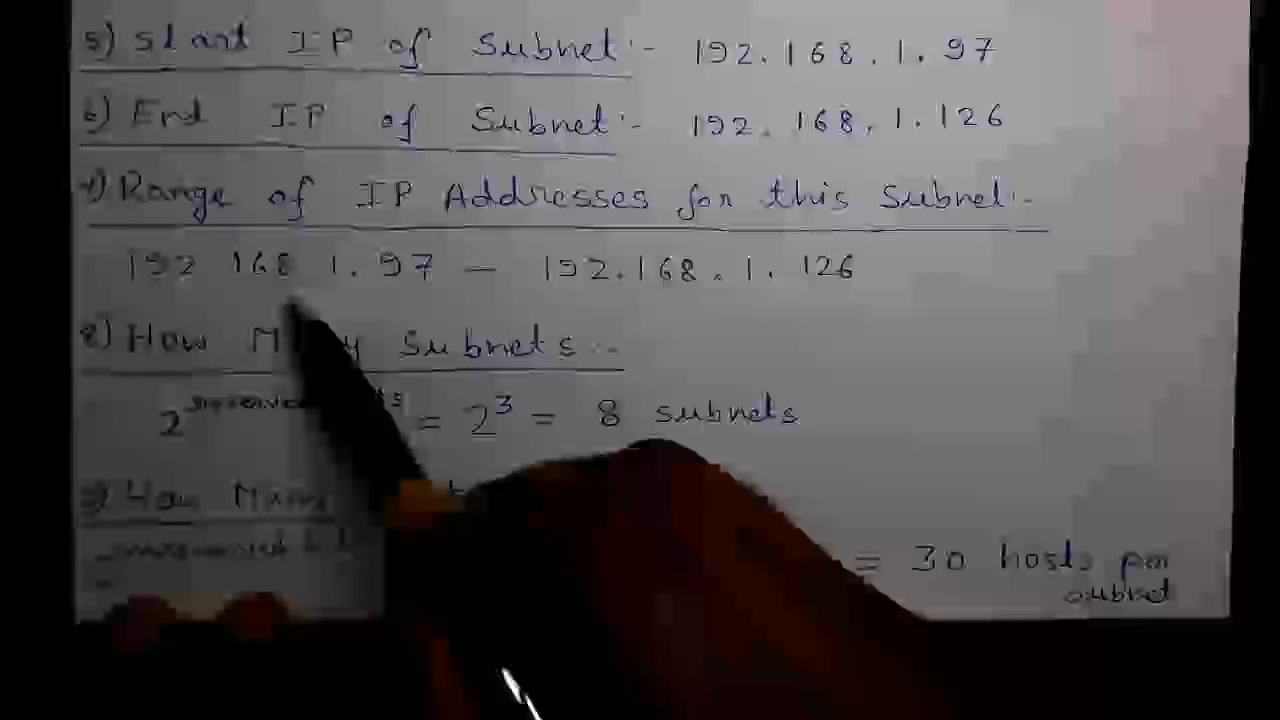 5) Start IP of Subnet :- 192.168.1.97
6) End IP of Subnet :- 192.168.1.126
7) Range of IP Addresses for this Subnet :-
192 168 1.97 — 192.168.1.126
8) How Subnets :-
2 = 2³ = 8 subnets
9) How Many
= 30 hosts per
subnet